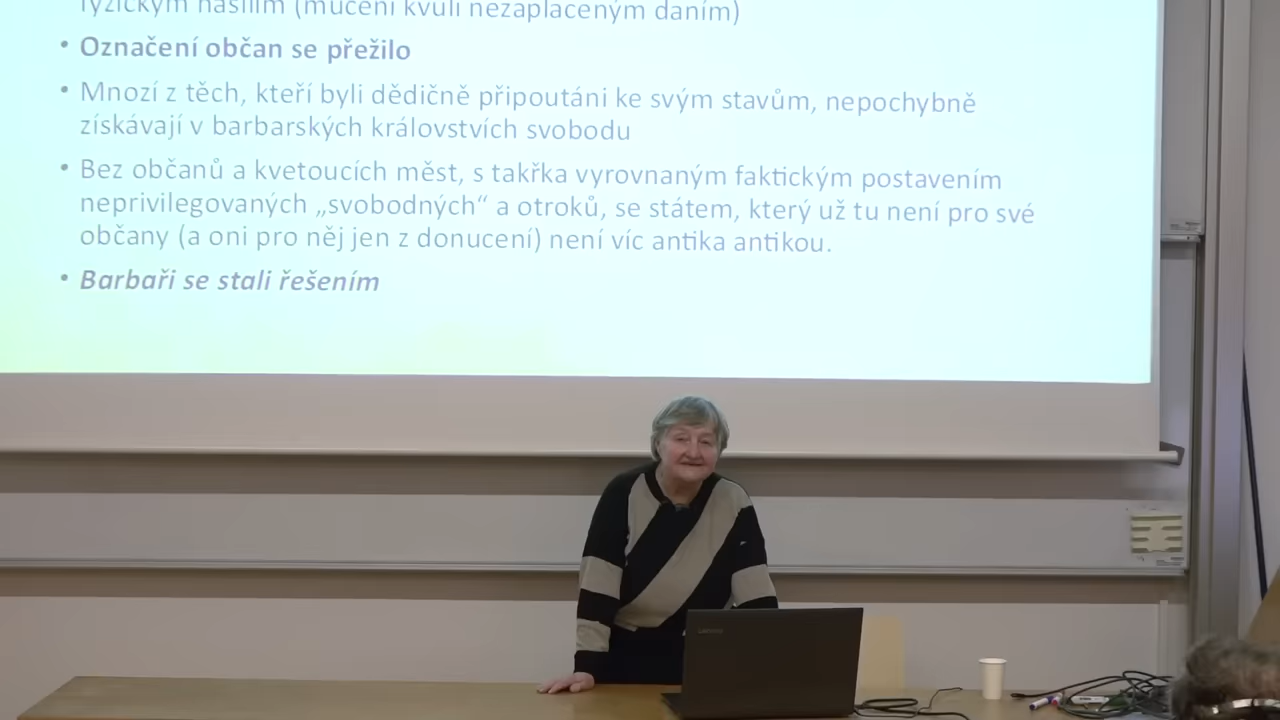 fyzickým násilím (mučení kvůli nezaplaceným daním)
• Označení občan se přežilo
• Mnozí z těch, kteří byli dědičně připoutáni ke svým stavům, nepochybně
získávají v barbarských královstvích svobodu
• Bez občanů a kvetoucích měst, s takřka vyrovnaným faktickým postavením
neprivilegovaných „svobodných“ a otroků, se státem, který už tu není pro své
občany (a oni pro něj jen z donucení) není víc antika antikou.
• Barbaři se stali řešením
Lenovo